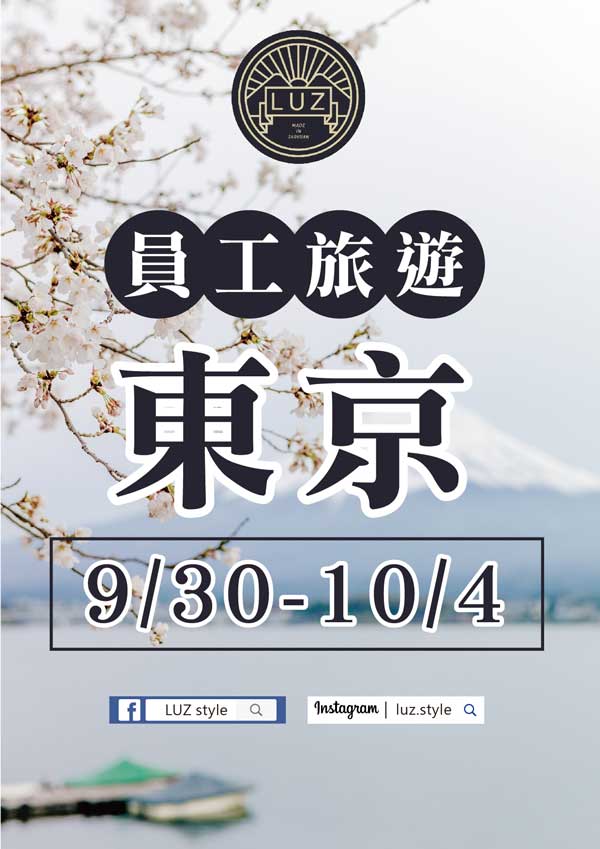 LUZ
MADE
IN
員工旅遊
東京
9/30-10/4
LUZ style
Instagram | luz.style